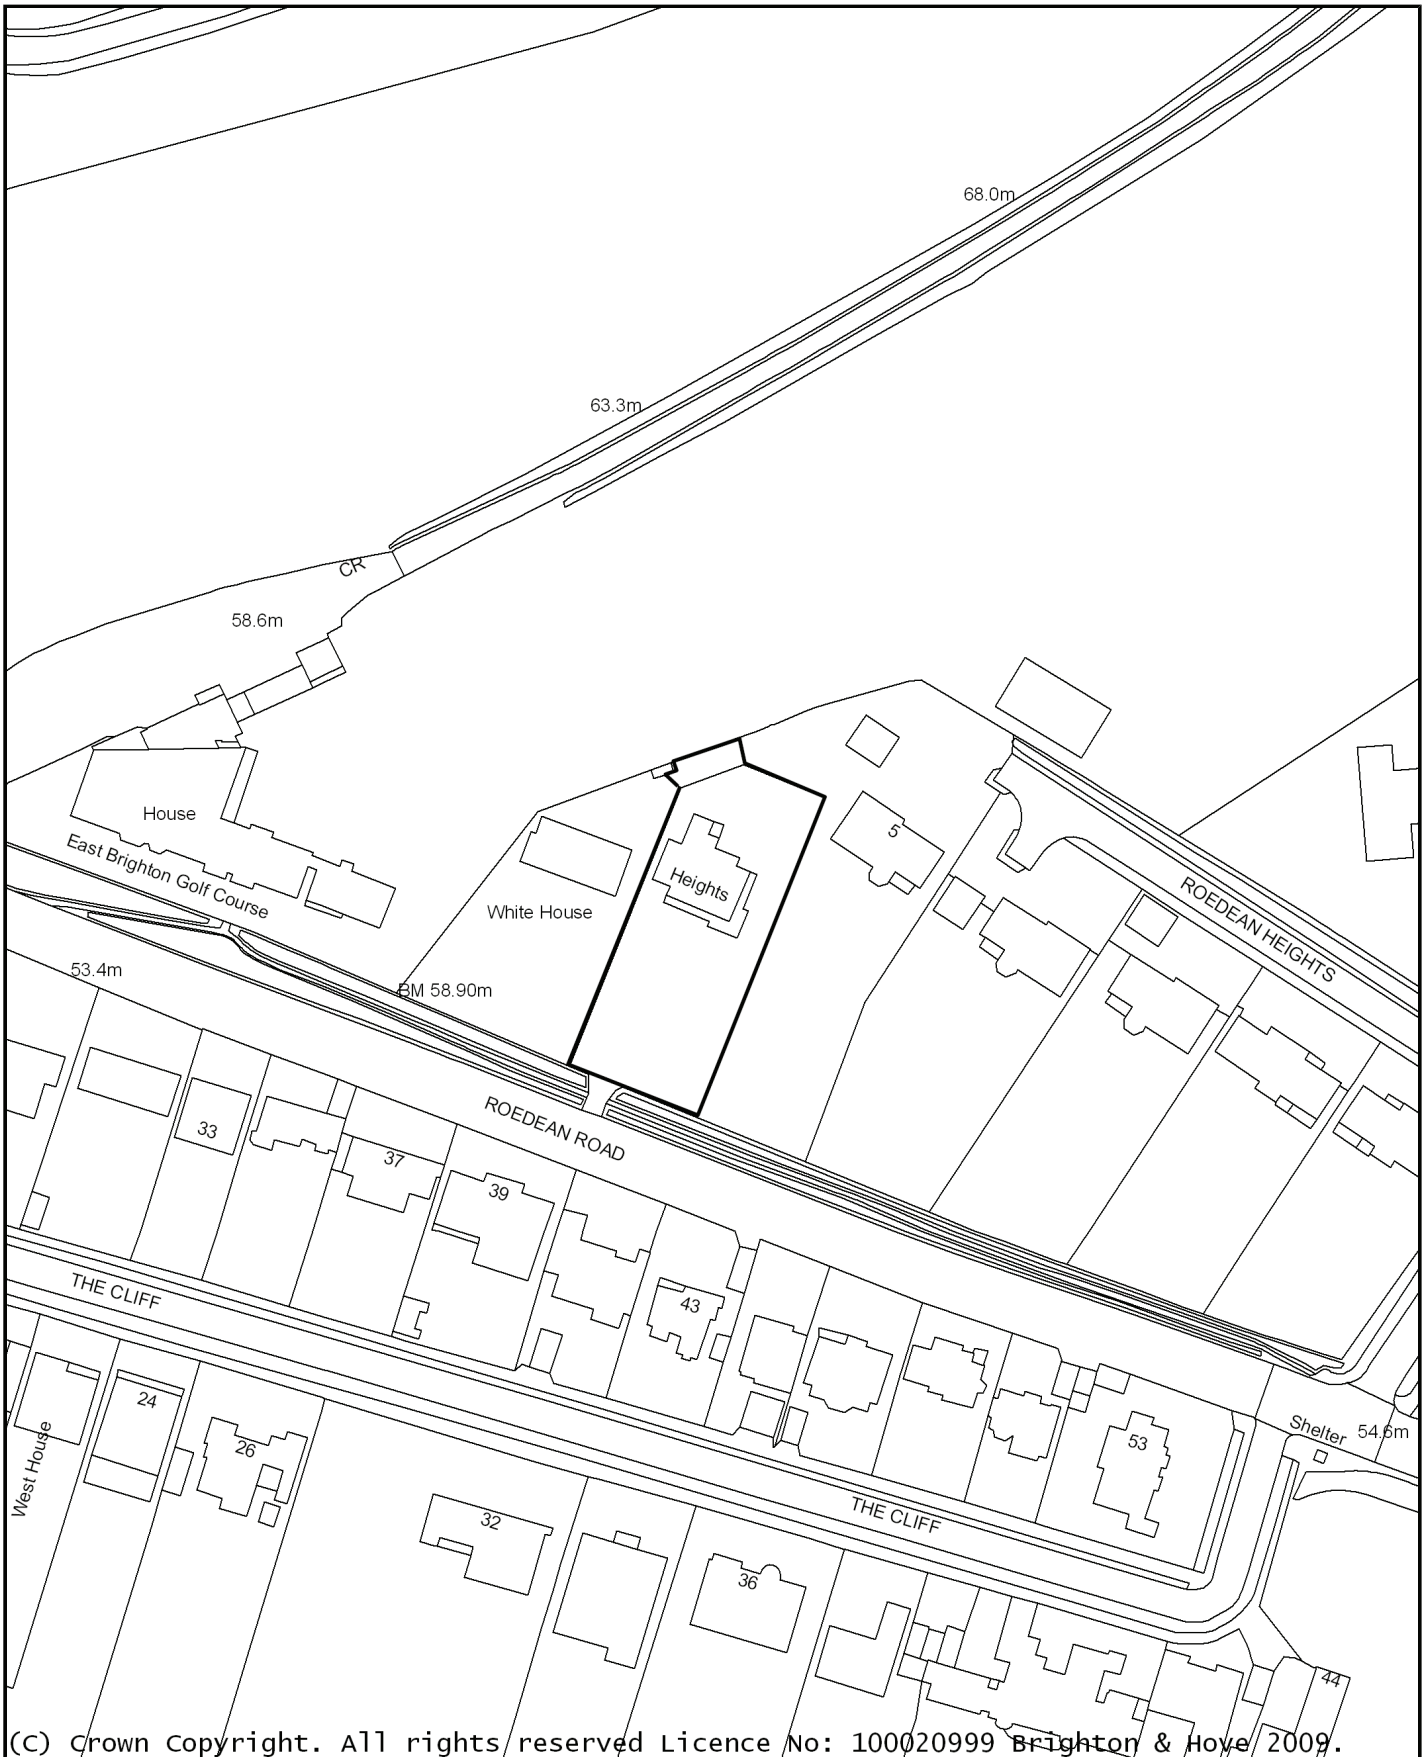 68.0m
63.3m
CR
58.6m
House
East Brighton Golf Course
5
Heights
White House
ROEDEAN HEIGHTS
53.4m
BM 58.90m
ROEDEAN ROAD
33
37
39
43
THE CLIFF
24
26
West House
53
Shelter
54.6m
THE CLIFF
32
36
44
(C) Crown Copyright. All rights reserved Licence No: 100020999 Brighton & Hove 2009.